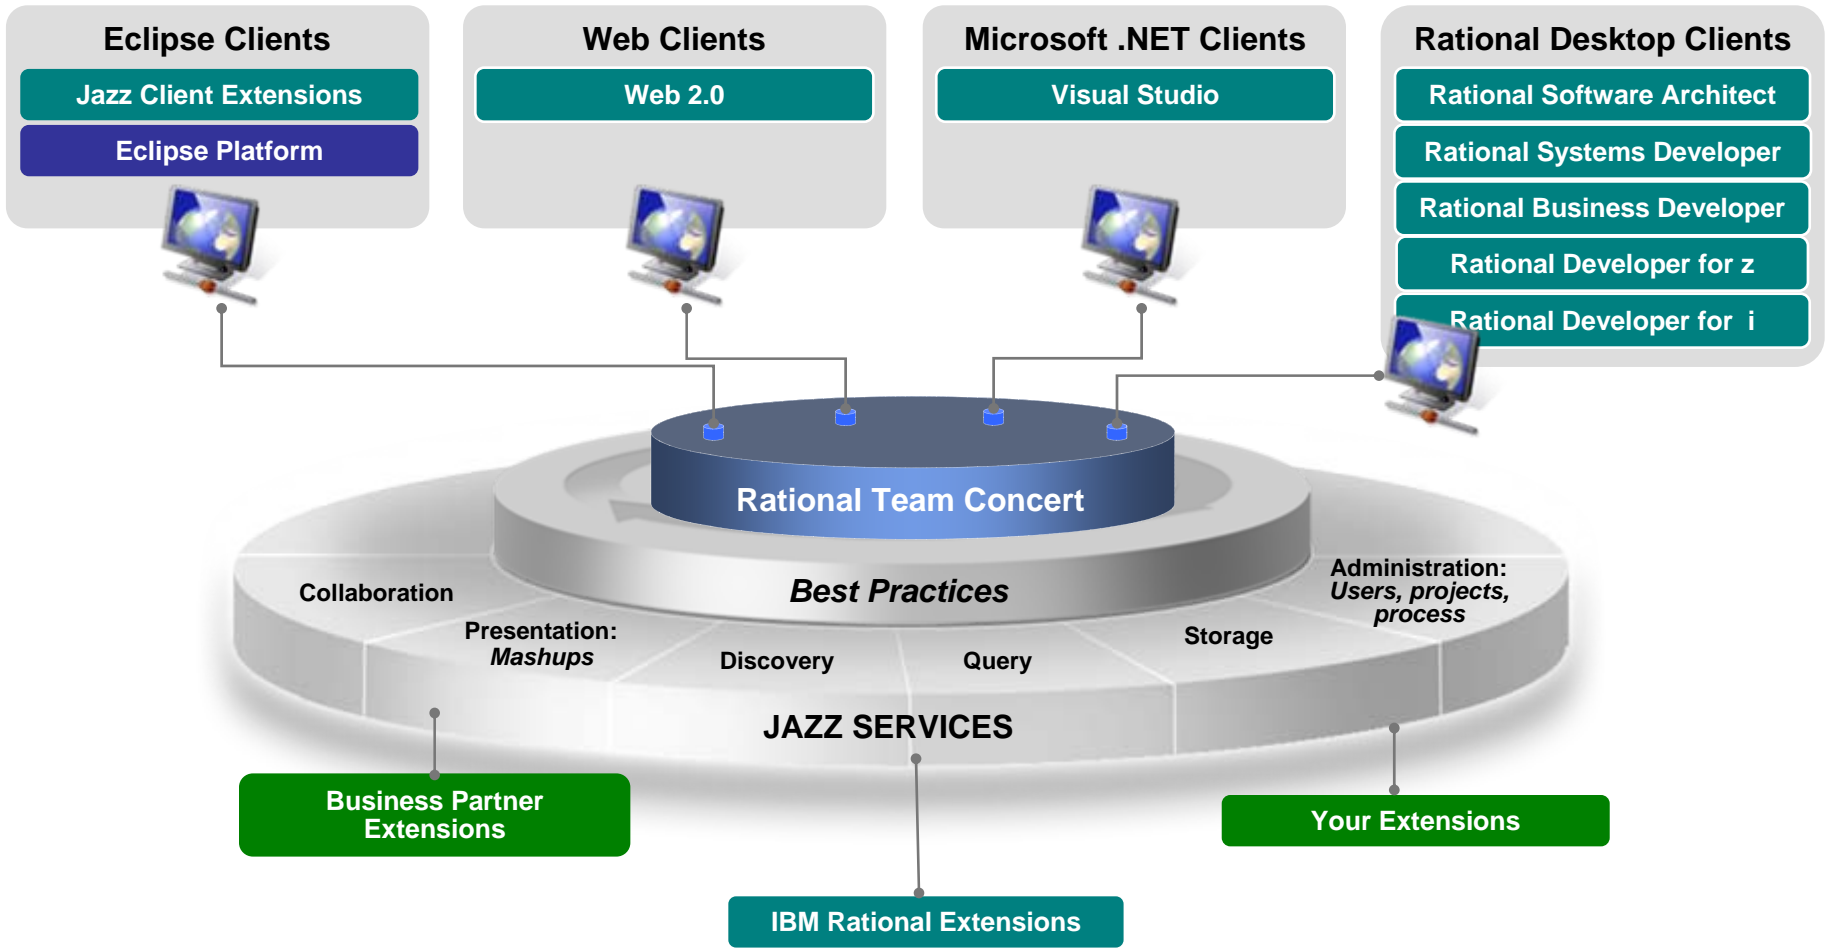 Eclipse Clients
Jazz Client Extensions
Eclipse Platform
Web Clients
Web 2.0
Microsoft .NET Clients
Visual Studio
Rational Desktop Clients
Rational Software Architect
Rational Systems Developer
Rational Business Developer
Rational Developer for z
Rational Developer for i
Rational Team Concert
Best Practices
Collaboration
Presentation:
Mashups
Discovery
Query
Storage
Administration:
Users, projects,
process
JAZZ SERVICES
Business Partner
Extensions
Your Extensions
IBM Rational Extensions